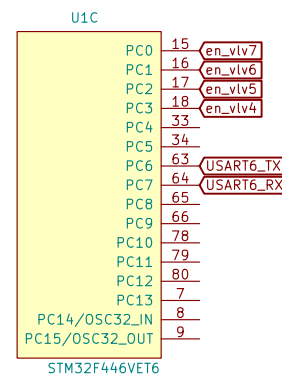 U1C
PC0 15 en_vlv7
PC1 16 en_vlv6
PC2 17 en_vlv5
PC3 18 en_vlv4
PC4 33
PC5 34
PC6 63 USART6_TX
PC7 64 USART6_RX
PC8 65
PC9 66
PC10 78
PC11 79
PC12 80
PC13 7
PC14/OSC32_IN 8
PC15/OSC32_OUT 9
STM32F446VET6